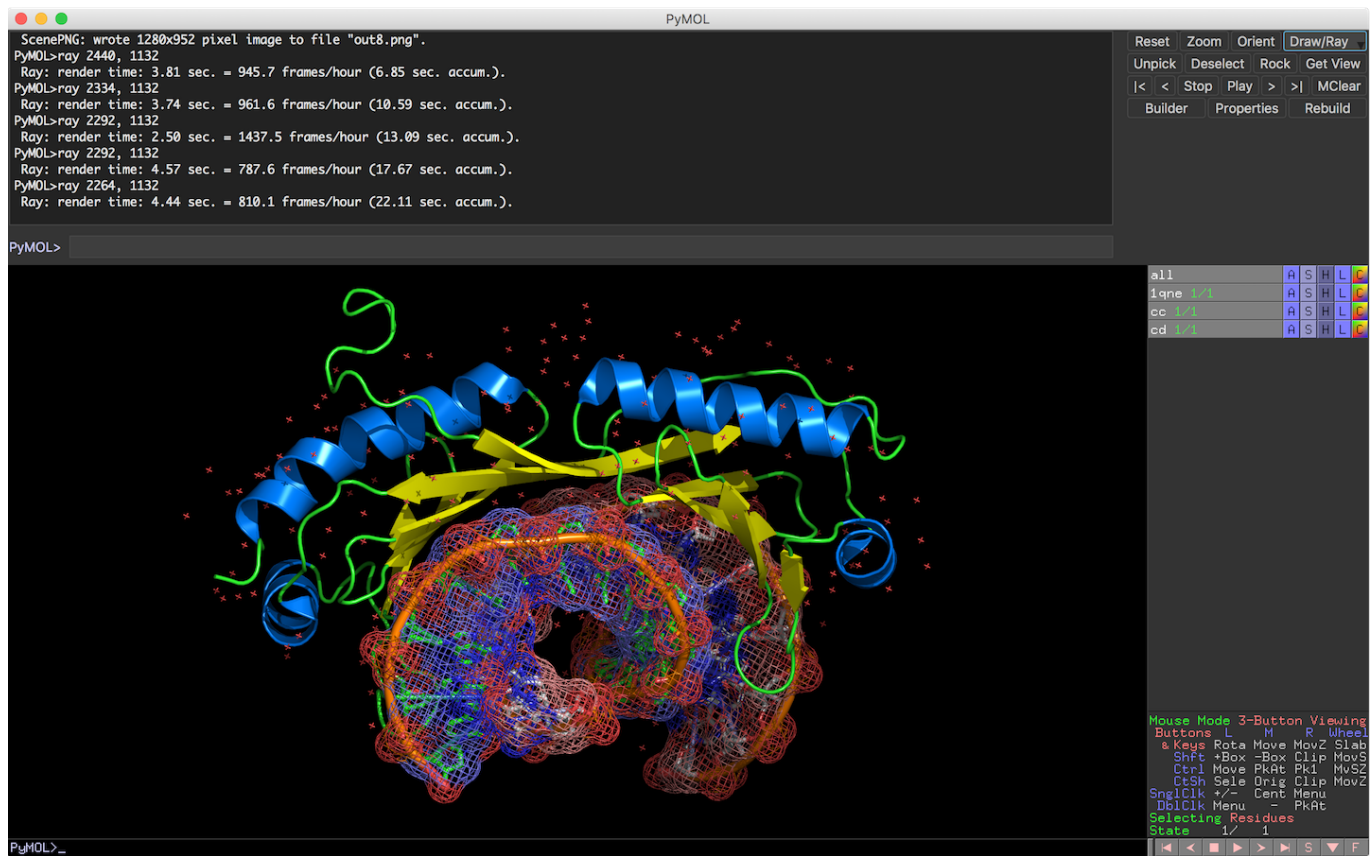 PyMOL
ScenePNG: wrote 1280x952 pixel image to file "out8.png".
PyMOL>ray 2440, 1132
Ray: render time: 3.81 sec. = 945.7 frames/hour (6.85 sec. accum.).
PyMOL>ray 2334, 1132
Ray: render time: 3.74 sec. = 961.6 frames/hour (10.59 sec. accum.).
PyMOL>ray 2292, 1132
Ray: render time: 2.50 sec. = 1437.5 frames/hour (13.09 sec. accum.).
PyMOL>ray 2292, 1132
Ray: render time: 4.57 sec. = 787.6 frames/hour (17.67 sec. accum.).
PyMOL>ray 2264, 1132
Ray: render time: 4.44 sec. = 810.1 frames/hour (22.11 sec. accum.).
PyMOL>
Reset Zoom Orient Draw/Ray
Unpick Deselect Rock Get View
|< < Stop Play > >| MClear
Builder Properties Rebuild
all A S H L C
1qne 1/1 A S H L C
cc 1/1 A S H L C
cd 1/1 A S H L C
Mouse Mode 3-Button Viewing
Buttons L M R Wheel
& Keys Rota Move MovZ Slab
Shft +Box -Box Clip MovS
Ctrl Move PkAt Pk1 MvSZ
CtSh Sele Orig Clip MovZ
SnglClk +/- Cent Menu
DblClk Menu - PkAt
Selecting Residues
State 1/ 1
PyMOL>_
S F